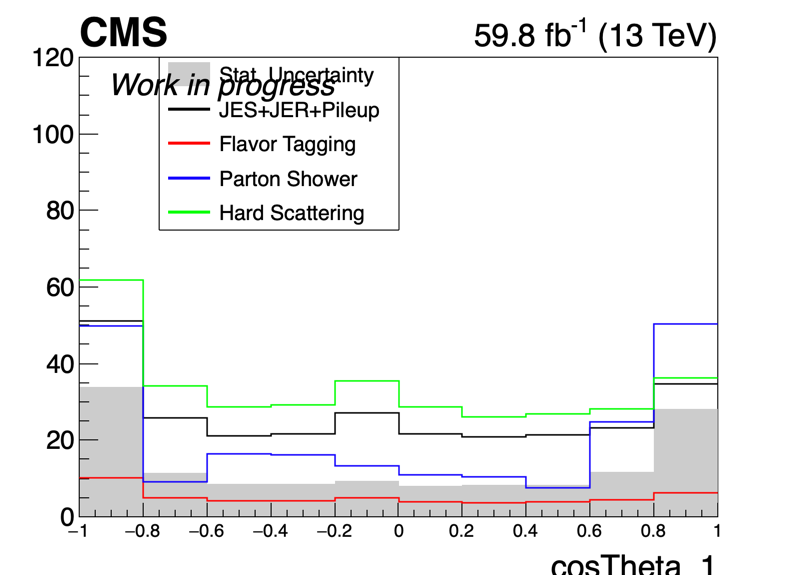 CMS 59.8 fb-1 (13 TeV)
120
Stat. Uncertainty
Work in progress
JES+JER+Pileup
100
Flavor Tagging
80
Parton Shower
Hard Scattering
60
40
20
0
−1 −0.8 −0.6 −0.4 −0.2 0 0.2 0.4 0.6 0.8 1
cosTheta_1